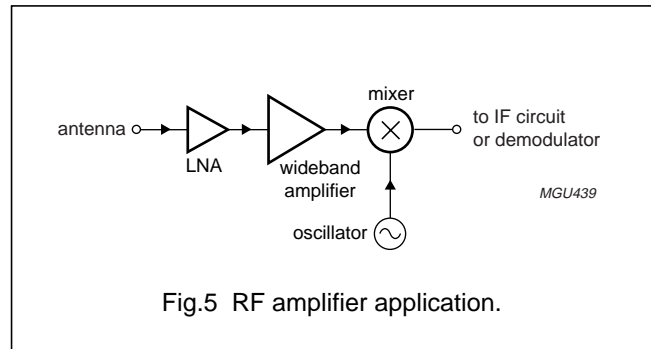 mixer
antenna
to IF circuit
or demodulator
LNA
wideband
amplifier
MGU439
oscillator
Fig.5 RF amplifier application.